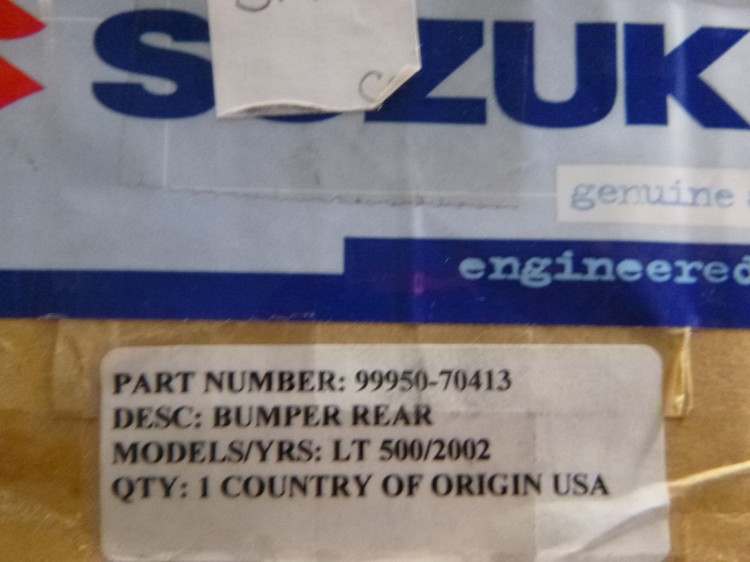 SUZUK
genuine
engineered
PART NUMBER: 99950-70413
DESC: BUMPER REAR
MODELS/YRS: LT 500/2002
QTY: 1 COUNTRY OF ORIGIN USA